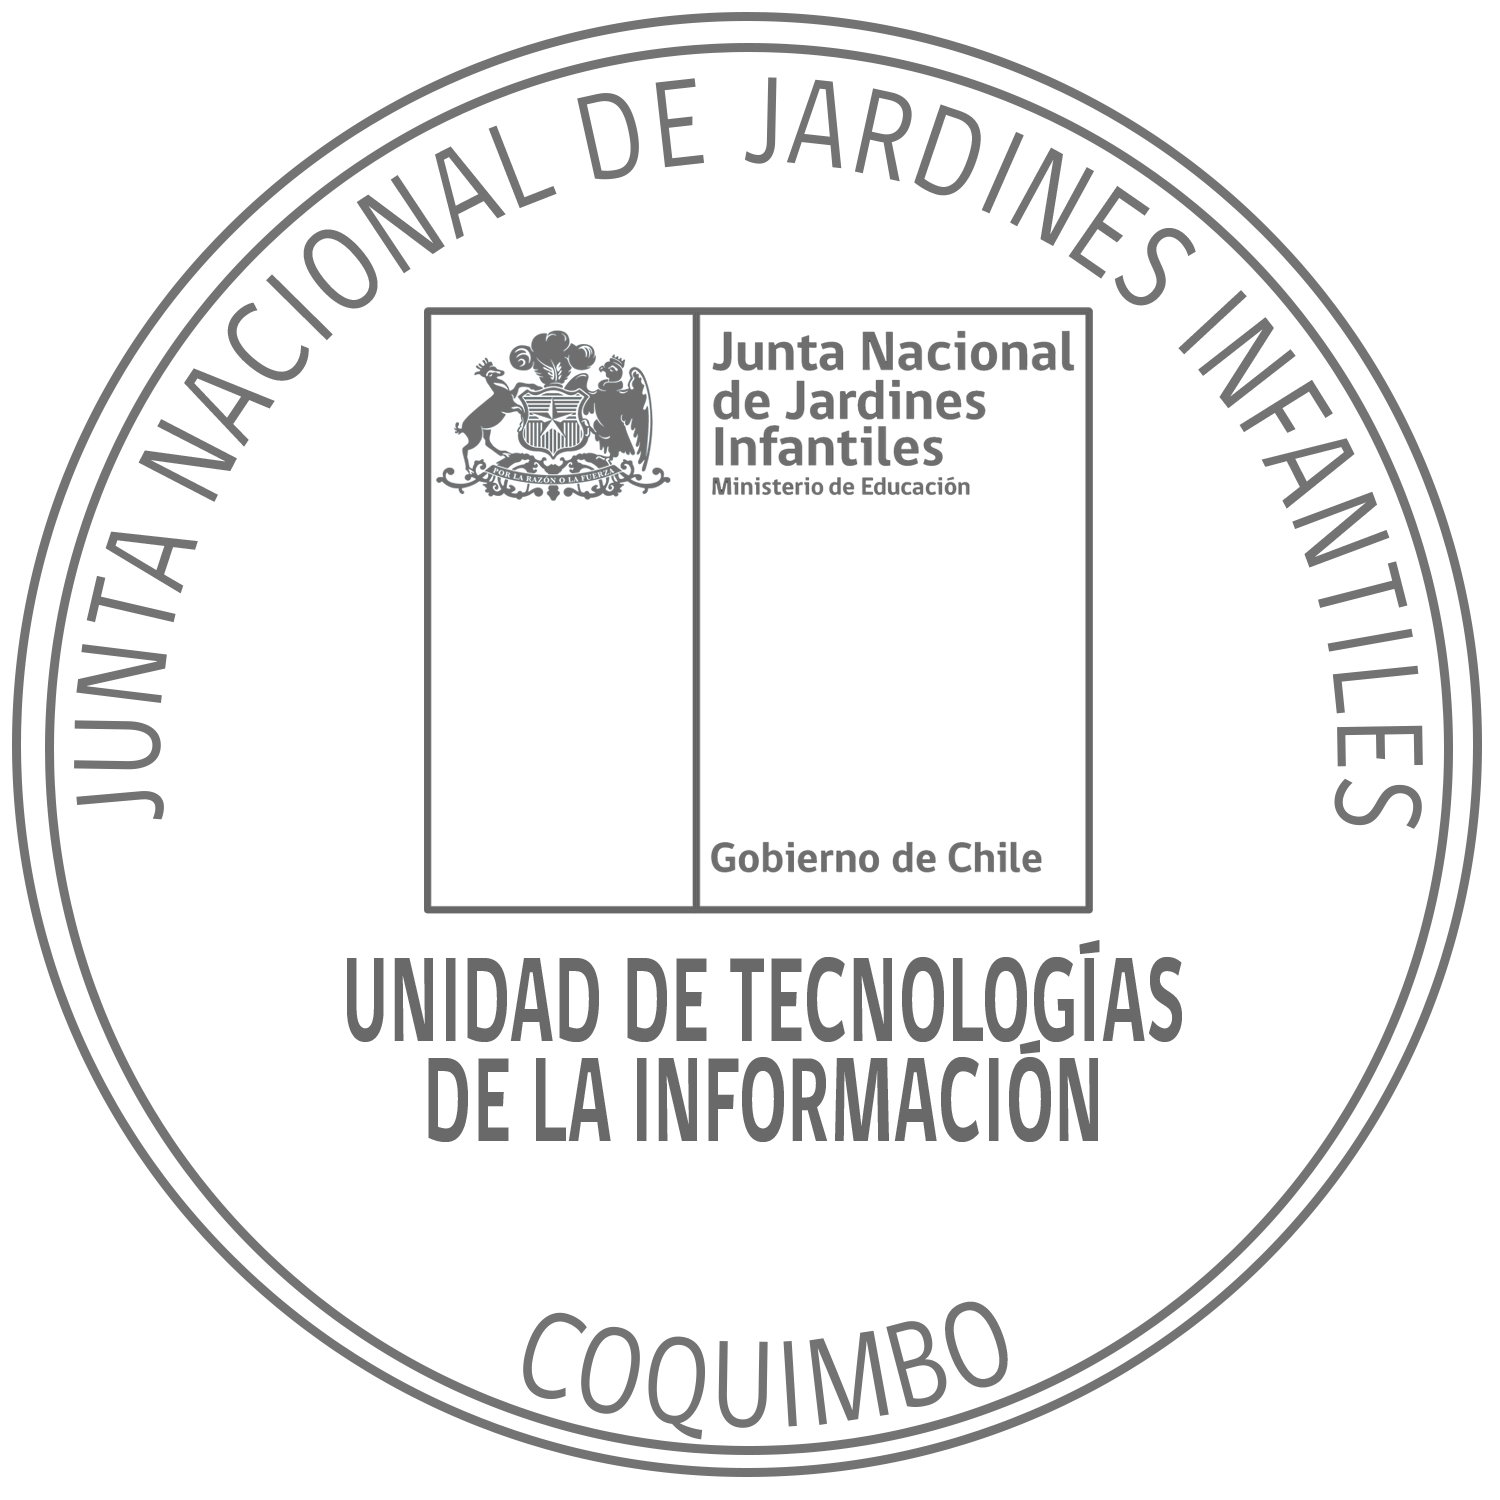 JUNTA NACIONAL DE JARDINES INFANTILES
Junta Nacional
de Jardines
Infantiles
Ministerio de Educación
POR LA RAZÓN O LA FUERZA
Gobierno de Chile
UNIDAD DE TECNOLOGÍAS
DE LA INFORMACIÓN
COQUIMBO